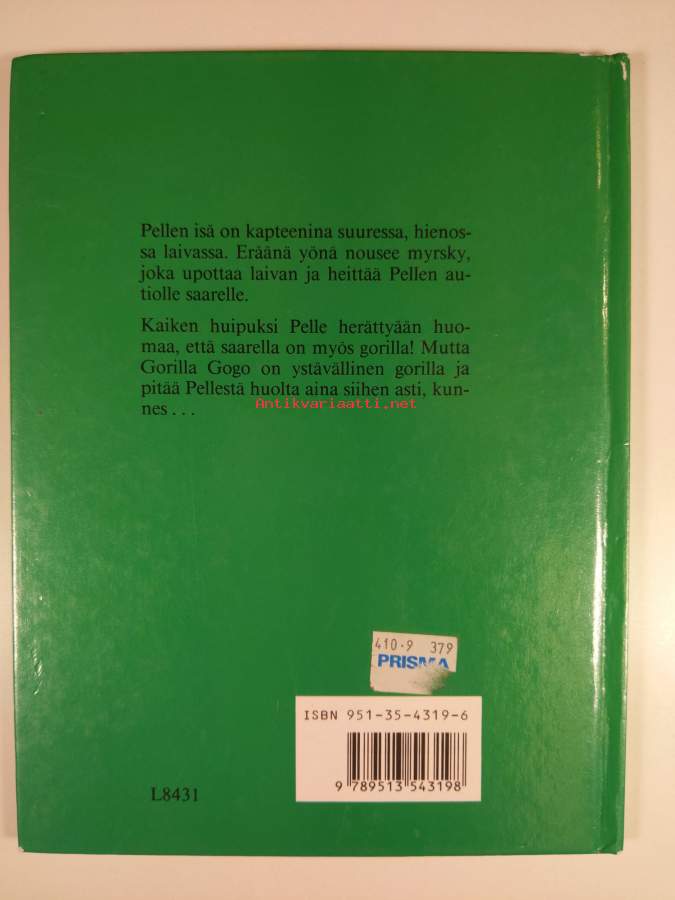 Pellen isä on kapteenina suuressa, hienos-
sa laivassa. Eräänä yönä nousee myrsky,
joka upottaa laivan ja heittää Pellen au-
tiolle saarelle.
Kaiken huipuksi Pelle herättyään huo-
maa, että saarella on myös gorilla! Mutta
Gorilla Gogo on ystävällinen gorilla ja
pitää Pellestä huolta aina siihen asti, kun-
nes . . .
Antikvariaatti.net
410·9 379
PRISMA
ISBN 951-35-4319-6
9 789513 543198
L8431